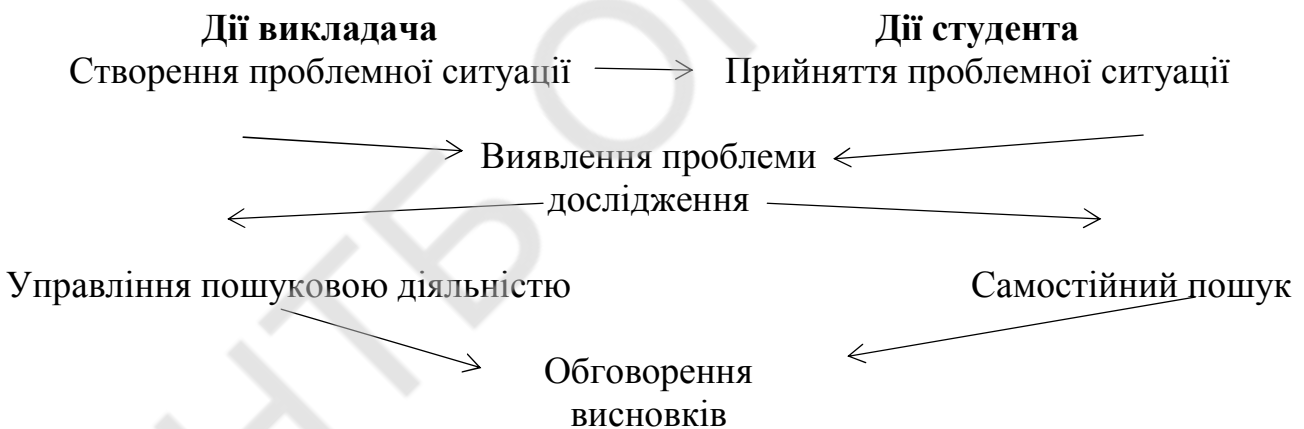 Дії викладача Дії студента
Створення проблемної ситуації Прийняття проблемної ситуації
Виявлення проблеми
дослідження
Управління пошуковою діяльністю Самостійний пошук
Обговорення
висновків